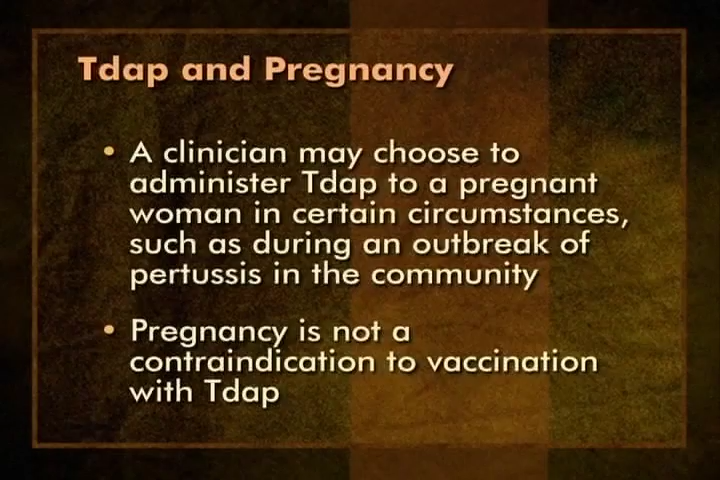 Tdap and Pregnancy
• A clinician may choose to
administer Tdap to a pregnant
woman in certain circumstances,
such as during an outbreak of
pertussis in the community
• Pregnancy is not a
contraindication to vaccination
with Tdap